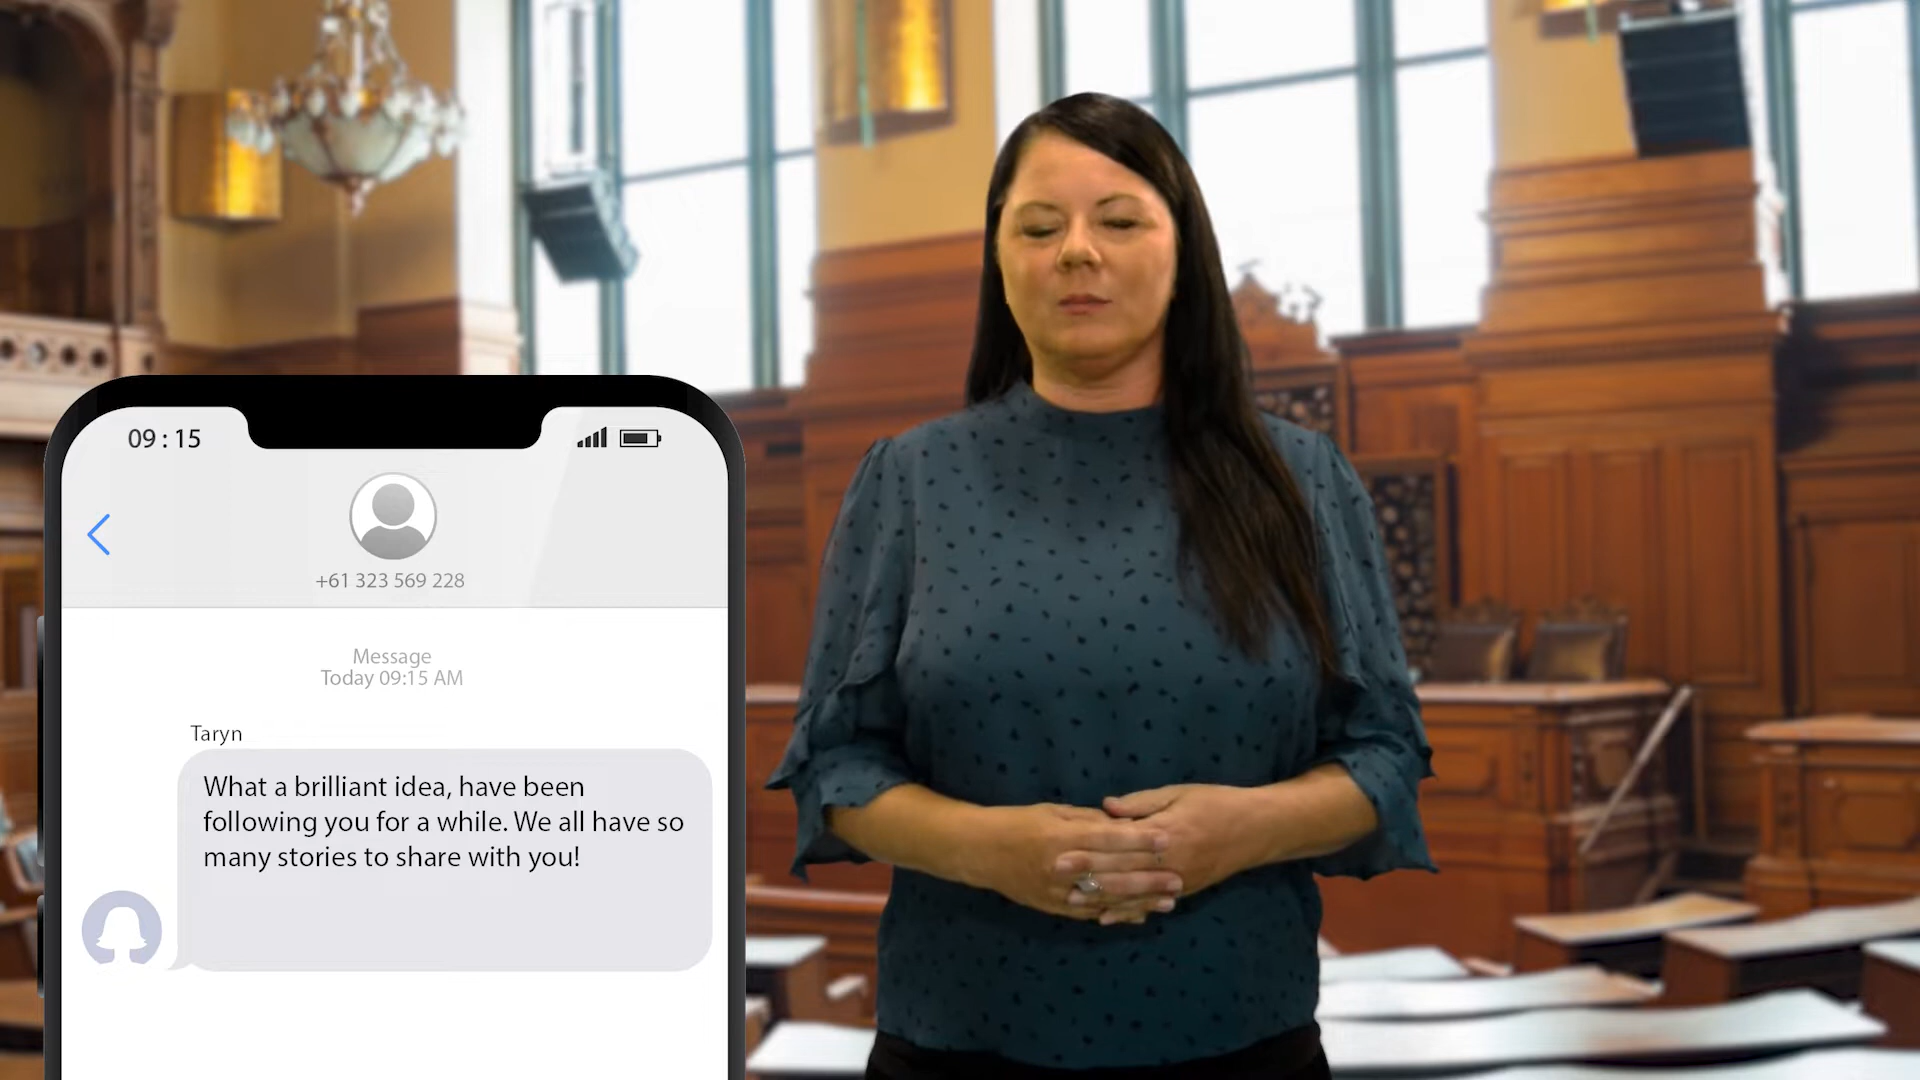 09 : 15
+61 323 569 228
Message
Today 09:15 AM
Taryn
What a brilliant idea, have been
following you for a while. We all have so
many stories to share with you!